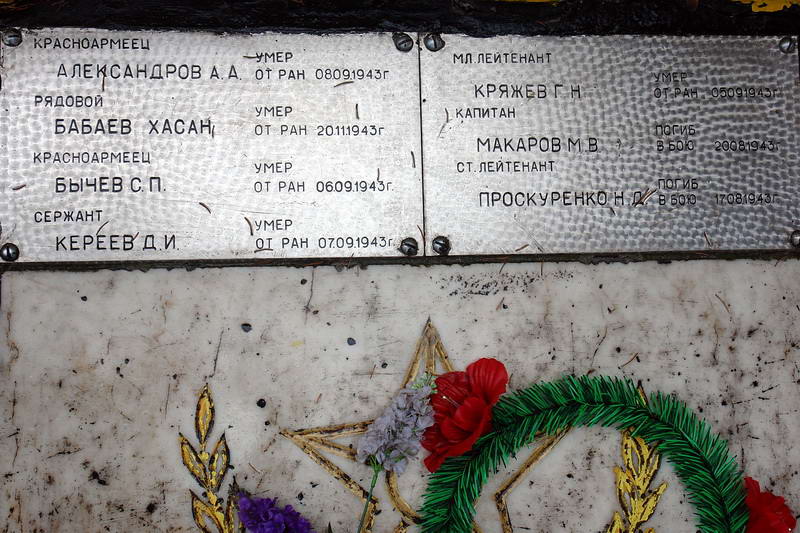 КРАСНОАРМЕЕЦ
АЛЕКСАНДРОВ А. А. УМЕР ОТ РАН 08.09.1943г.
РЯДОВОЙ
БАБАЕВ ХАСАН УМЕР ОТ РАН 20.11.1943г.
КРАСНОАРМЕЕЦ
БЫЧЕВ С. П. УМЕР ОТ РАН 06.09.1943г.
СЕРЖАНТ
КЕРЕЕВ Д. И. УМЕР ОТ РАН 07.09.1943г.
МЛ. ЛЕЙТЕНАНТ
КРЯЖЕВ Г. Н. УМЕР ОТ РАН 05.09.1943г.
КАПИТАН
МАКАРОВ М. В. ПОГИБ В БОЮ 20.08.1943г.
СТ. ЛЕЙТЕНАНТ
ПРОСКУРЕНКО Н. ПОГИБ В БОЮ 17.08.1943г.